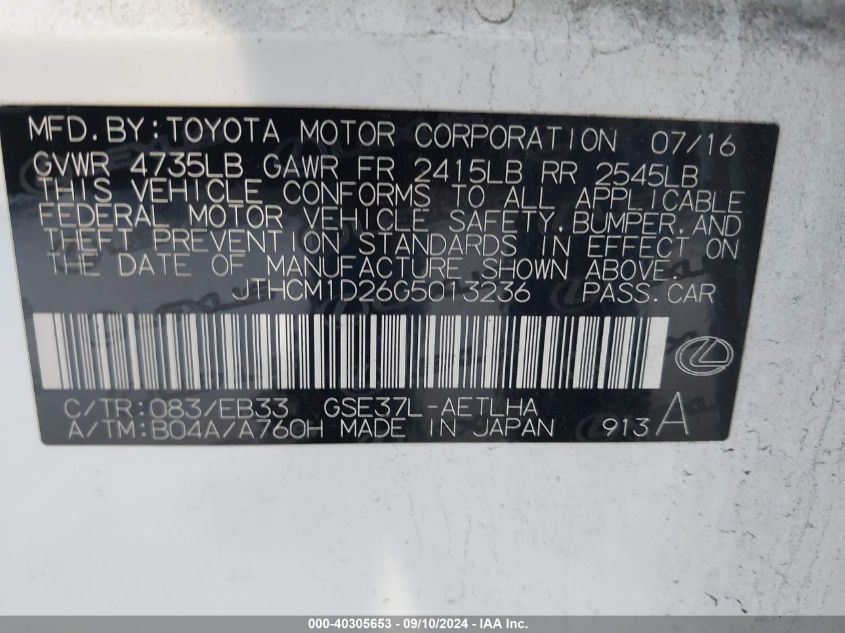 MFD.BY:TOYOTA MOTOR CORPORATION 07/16
GVWR 4735LB GAWR FR 2415LB RR 2545LB
THIS VEHICLE CONFORMS TO ALL APPLICABLE
FEDERAL MOTOR VEHICLE SAFETY,BUMPER,AND
THEFT PREVENTION STANDARDS IN EFFECT ON
THE DATE OF MANUFACTURE SHOWN ABOVE.
JTHCM1D26G5013236 PASS.CAR
C/TR:083/EB33 GSE37L-AETLHA
A/TM:B04A/A760H MADE IN JAPAN 913A
000-40305653 - 09/10/2024 - IAAI Inc.